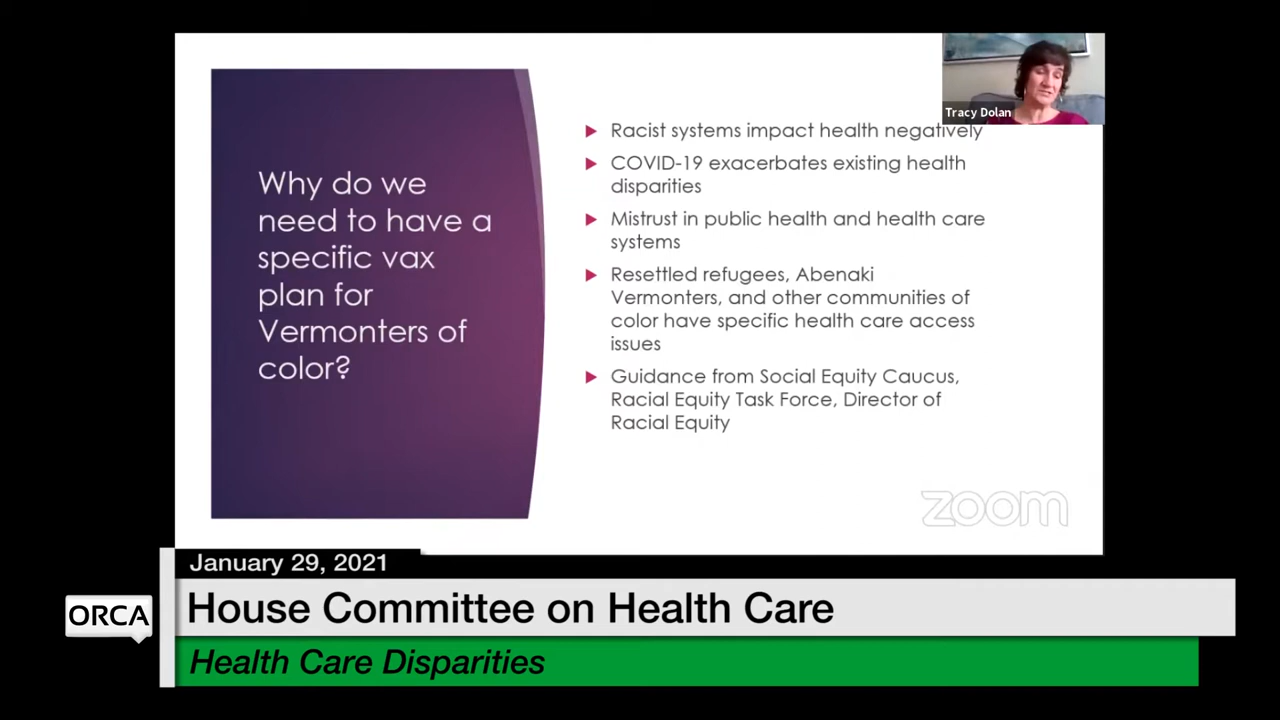 Why do we
need to have a
specific vax
plan for
Vermonters of
color?
Tracy Dolan
Racist systems impact health negatively
COVID-19 exacerbates existing health
disparities
Mistrust in public health and health care
systems
Resettled refugees, Abenaki
Vermonters, and other communities of
color have specific health care access
issues
Guidance from Social Equity Caucus,
Racial Equity Task Force, Director of
Racial Equity
zoom
January 29, 2021
ORCA
House Committee on Health Care
Health Care Disparities